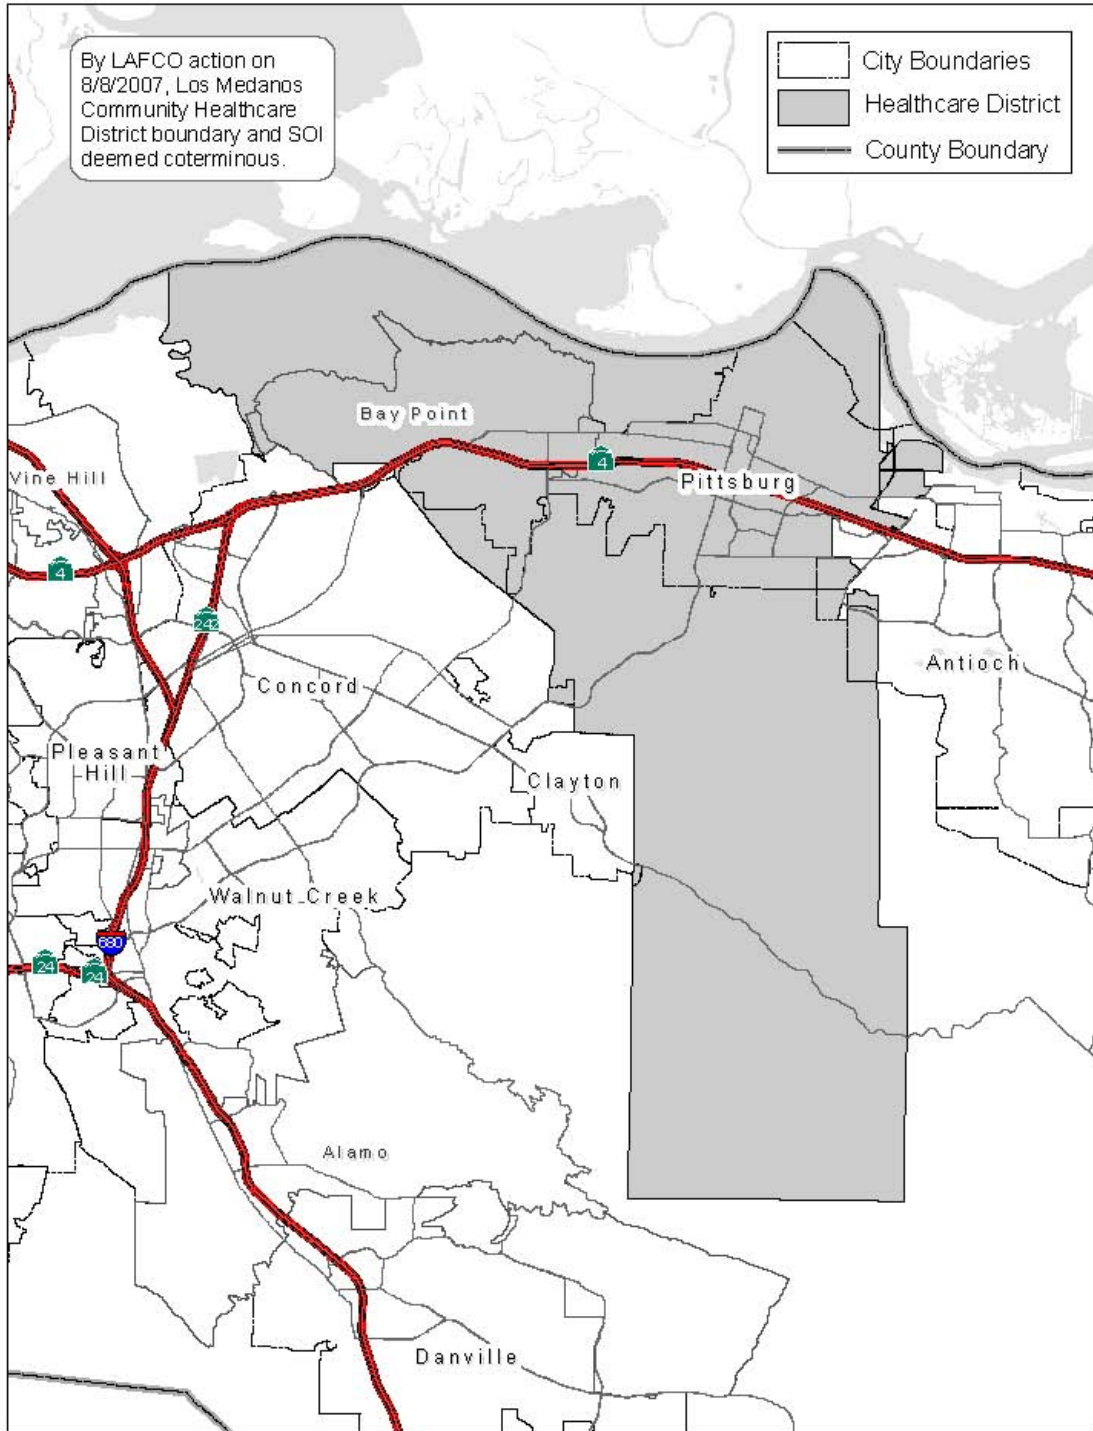 By LAFCO action on
8/8/2007, Los Medanos
Community Healthcare
District boundary and SOI
deemed coterminous.
City Boundaries
Healthcare District
County Boundary
Bay Point
4
Pittsburg
Vine Hill
4
242
Antioch
Concord
Pleasant
Hill
Clayton
Walnut Creek
680
24
24
Alamo
Danville